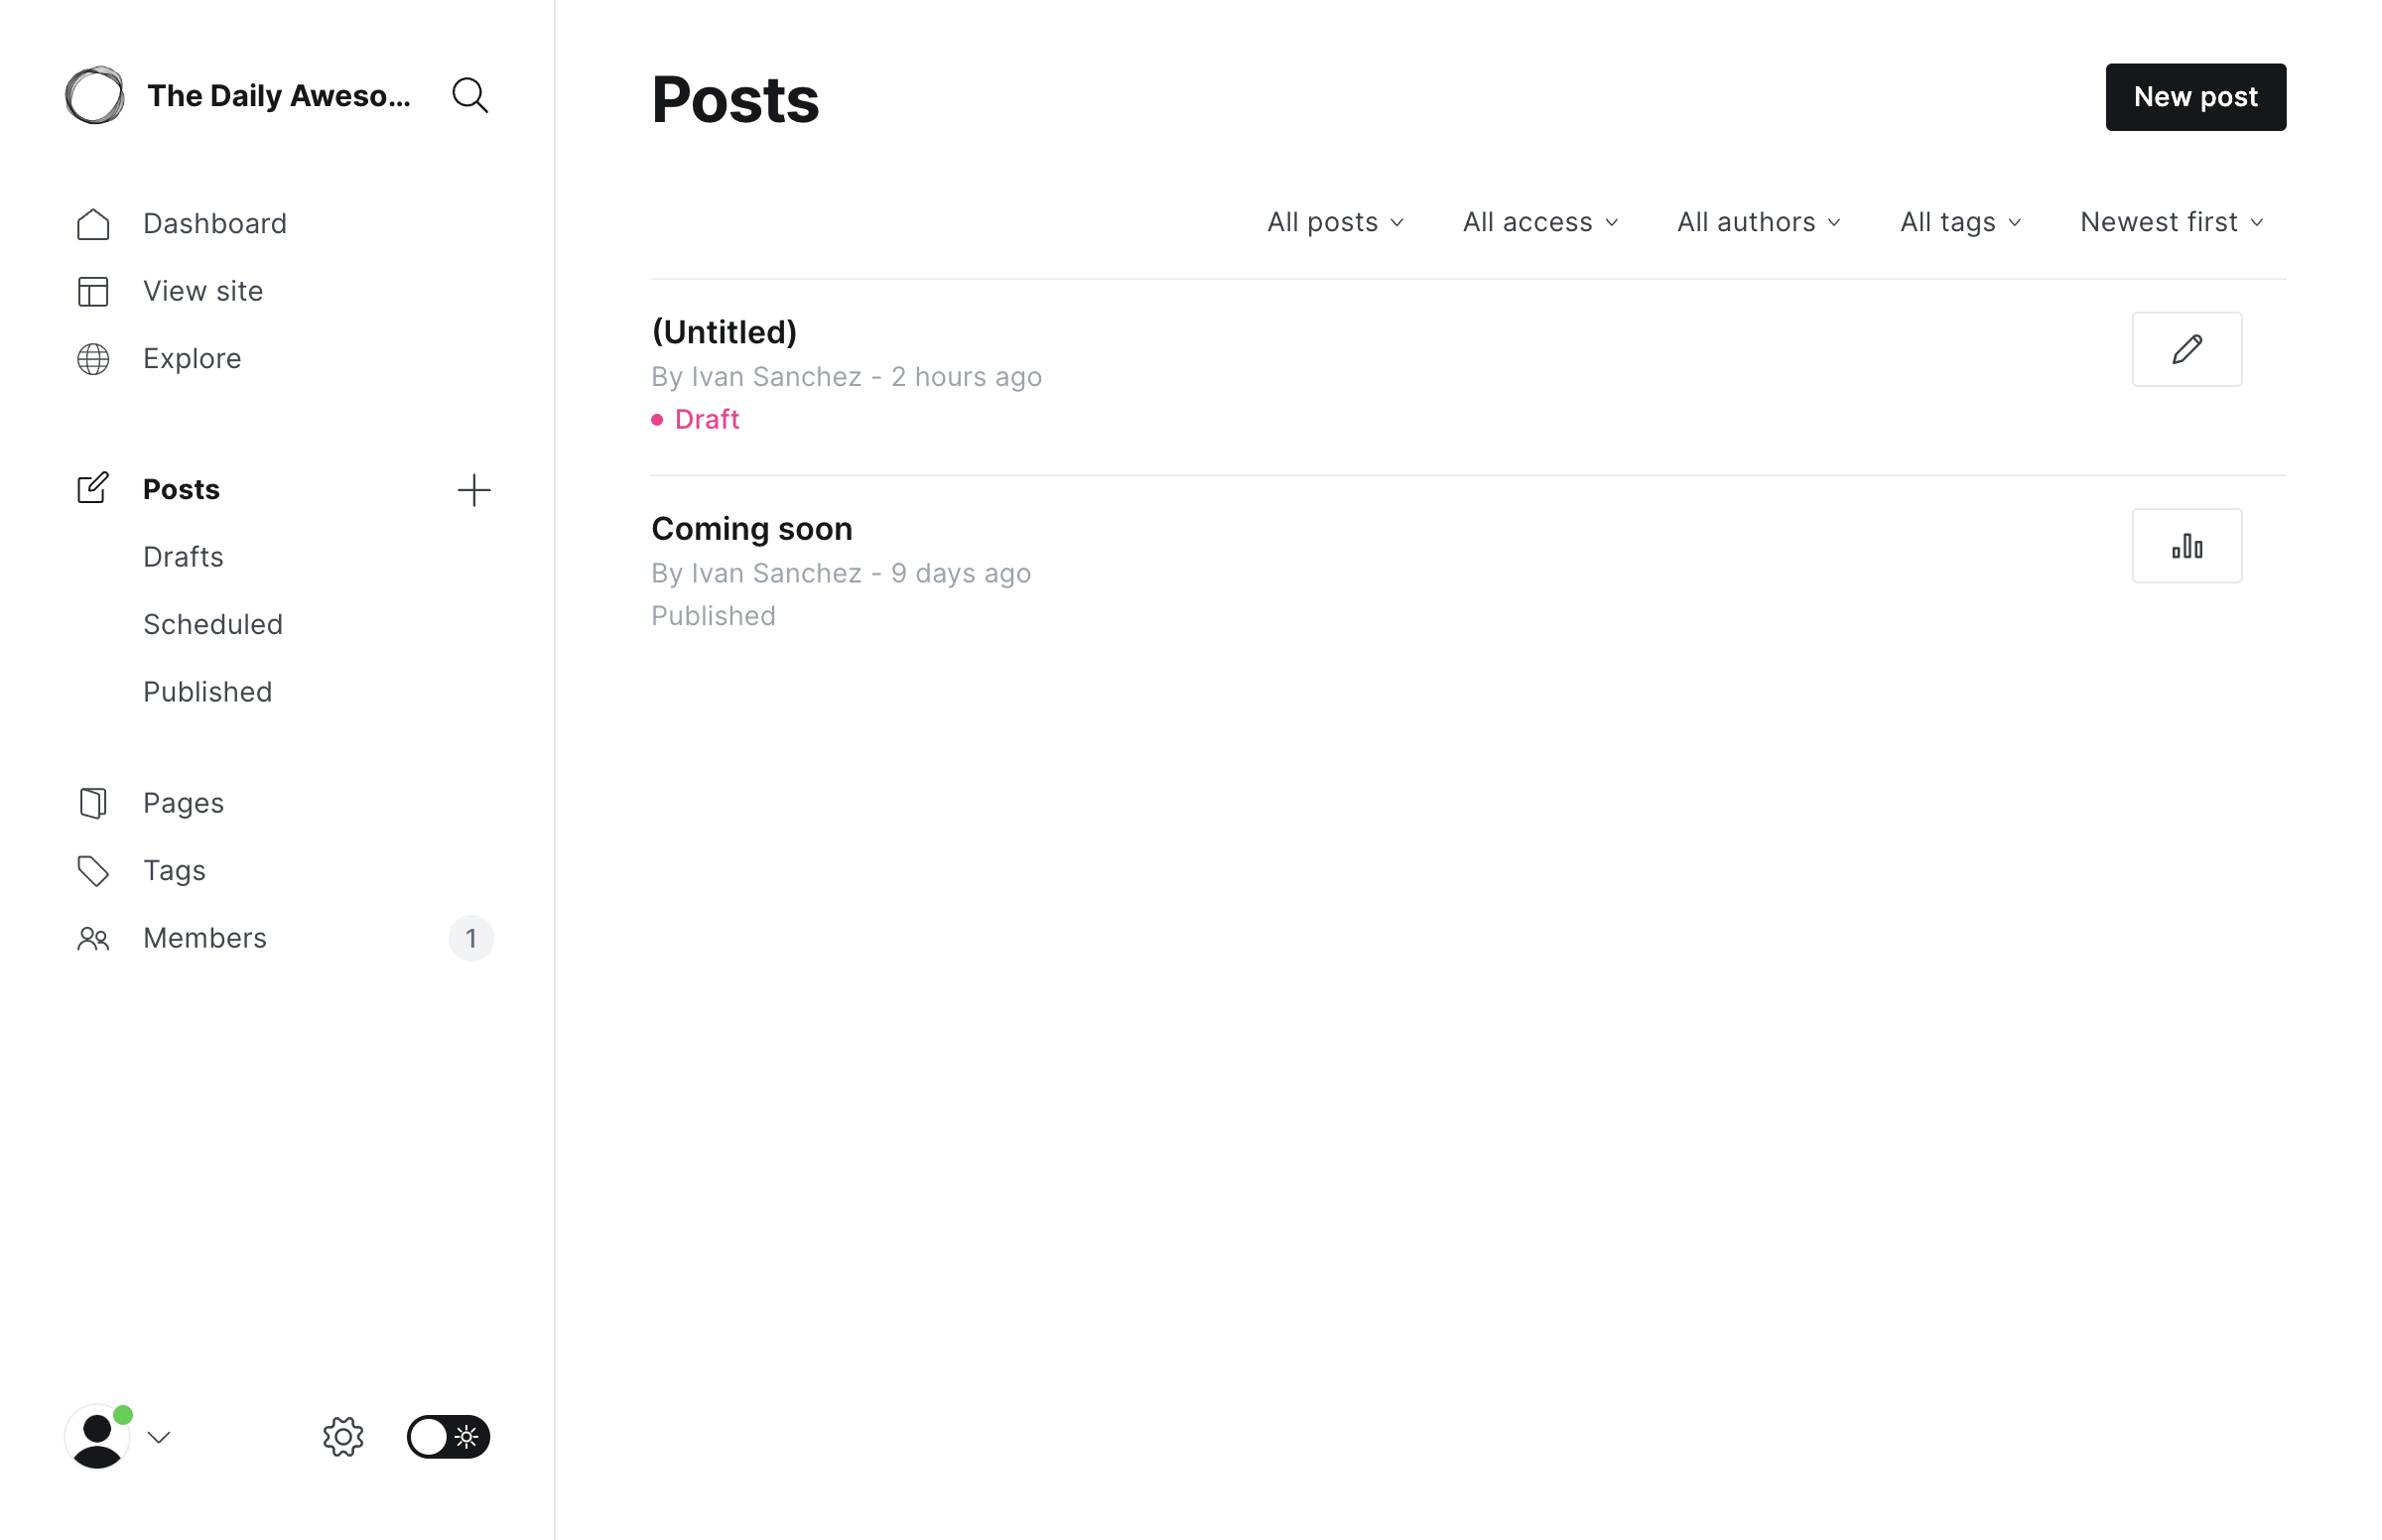 The Daily Aweso...
Dashboard
View site
Explore
Posts
Drafts
Scheduled
Published
Pages
Tags
Members 1
Posts
New post
All posts All access All authors All tags Newest first
(Untitled)
By Ivan Sanchez - 2 hours ago
Draft
Coming soon
By Ivan Sanchez - 9 days ago
Published